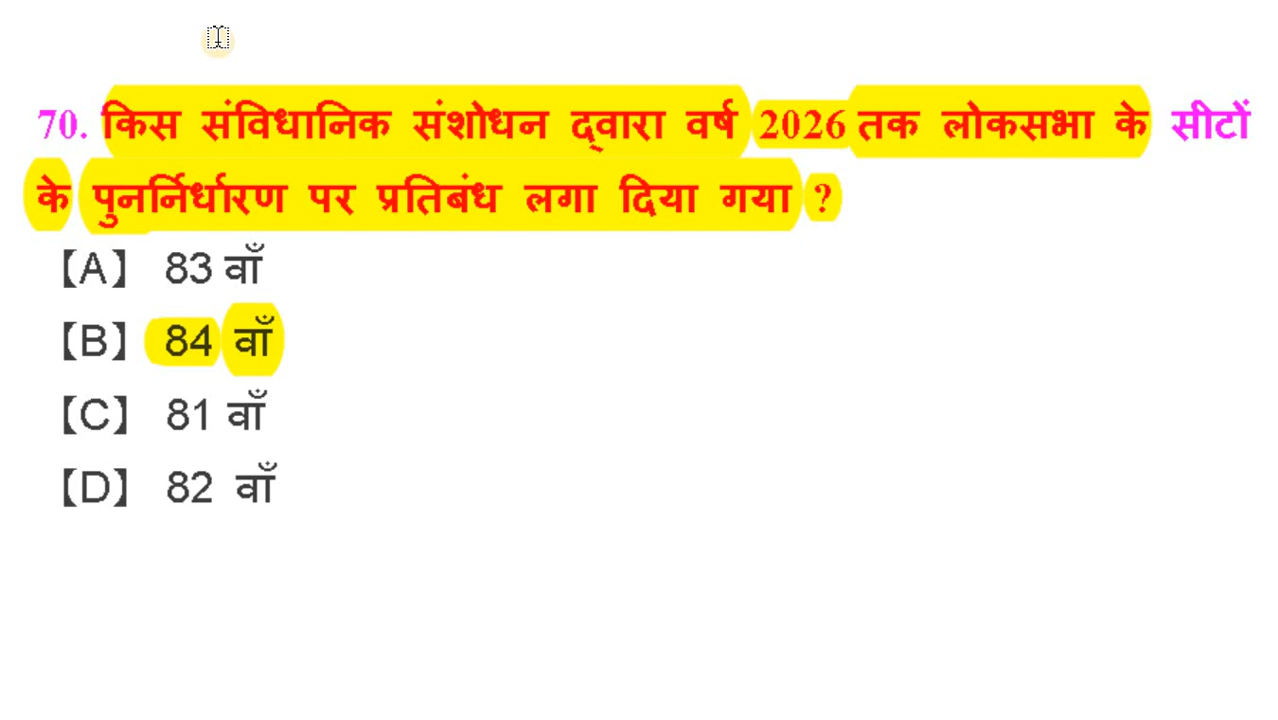 70. किस संविधानिक संशोधन द्वारा वर्ष 2026 तक लोकसभा के सीटों
के पुनर्निर्धारण पर प्रतिबंध लगा दिया गया ?
【A】 83 वाँ
【B】 84 वाँ
【C】 81 वाँ
【D】 82 वाँ